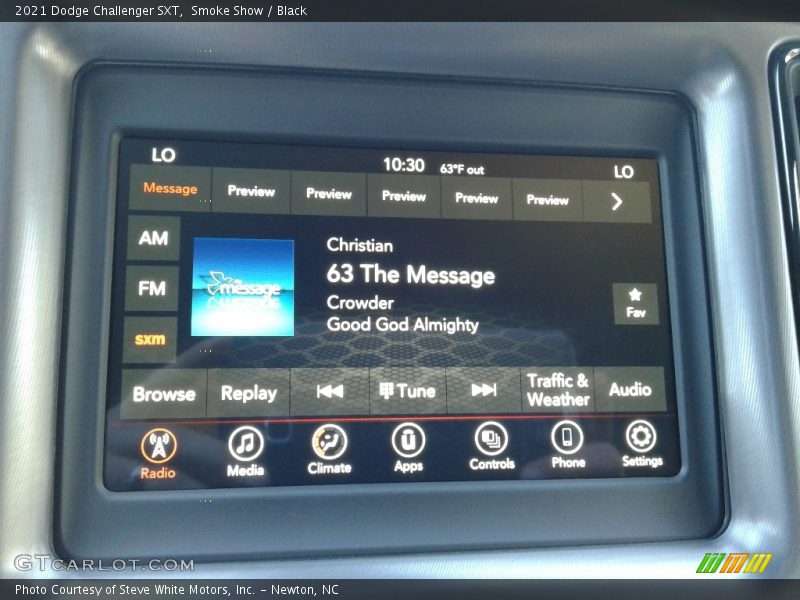 2021 Dodge Challenger SXT,  Smoke Show / Black
LO
10:30
63°F out
LO
Message
Preview
Preview
Preview
Preview
Preview
AM
Christian
63 The Message
FM
the message
Crowder
Good God Almighty
Fav
sxm
Browse
Replay
Tune
Traffic & Weather
Audio
Radio
Media
Climate
Apps
Controls
Phone
Settings
GTCARLOT.COM
Photo Courtesy of Steve White Motors, Inc. – Newton, NC